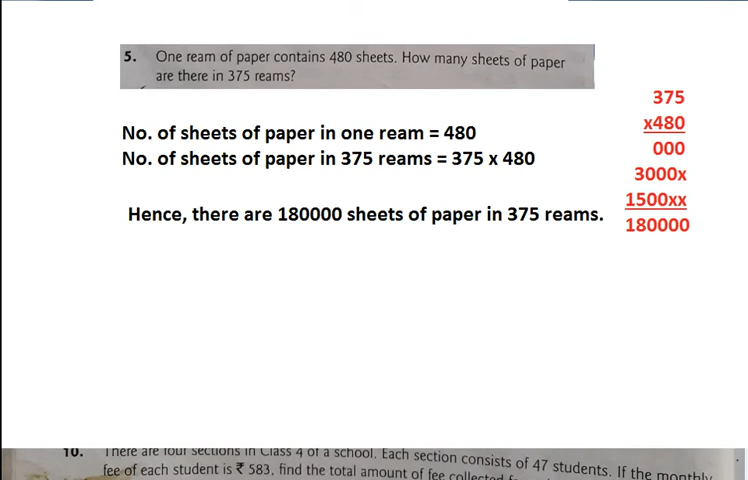 5. One ream of paper contains 480 sheets. How many sheets of paper
are there in 375 reams?
No. of sheets of paper in one ream = 480
No. of sheets of paper in 375 reams = 375 x 480
Hence, there are 180000 sheets of paper in 375 reams.
375
x480
000
3000x
1500xx
180000
10. There are four sections in Class 4 of a school. Each section consists of 47 students. If the monthly
fee of each student is ₹ 583, find the total amount of fee collected